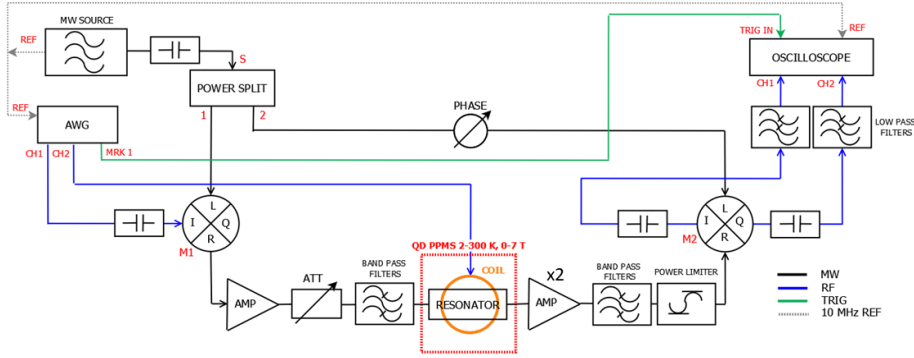 MW SOURCE
REF
S
POWER SPLIT
1
2
REF
AWG
CH1
CH2
MRK 1
PHASE
TRIG IN
REF
OSCILLOSCOPE
CH1
CH2
LOW PASS
FILTERS
L
I
Q
R
M1
L
I
Q
R
M2
QD PPMS 2-300 K, 0-7 T
COIL
RESONATOR
AMP
ATT
BAND PASS
FILTERS
x2
AMP
BAND PASS
FILTERS
POWER LIMITER
MW
RF
TRIG
10 MHz REF